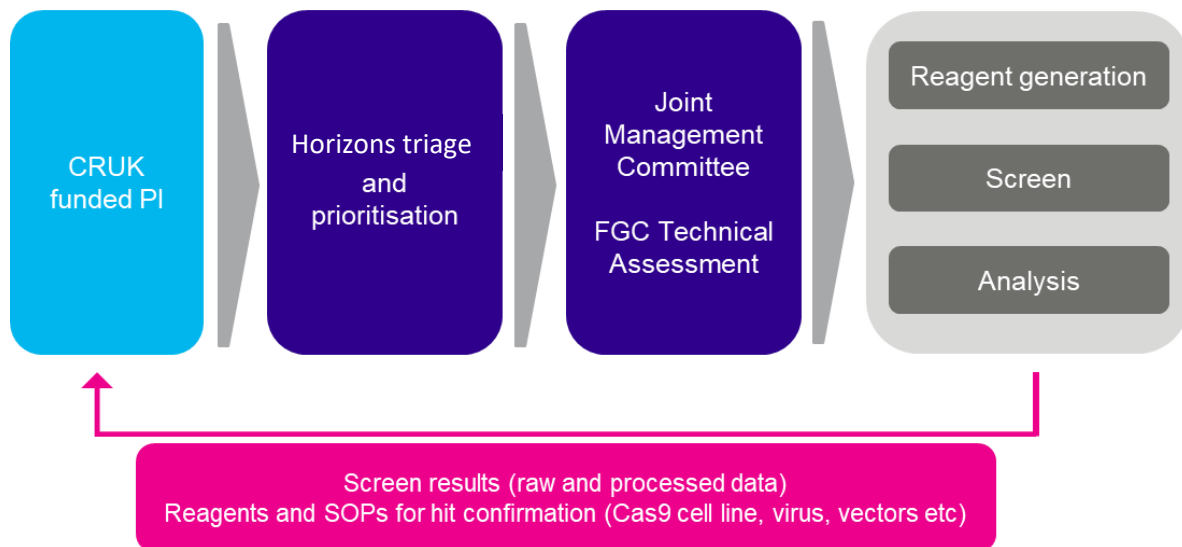 CRUK
funded PI
Horizons triage
and
prioritisation
Joint
Management
Committee
FGC Technical
Assessment
Reagent generation
Screen
Analysis
Screen results (raw and processed data)
Reagents and SOPs for hit confirmation (Cas9 cell line, virus, vectors etc)